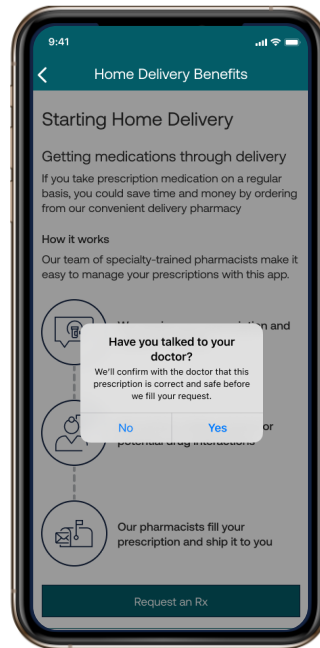 9:41
Home Delivery Benefits
Starting Home Delivery
Getting medications through delivery
If you take prescription medication on a regular
basis, you could save time and money by ordering
from our convenient delivery pharmacy
How it works
Our team of specialty-trained pharmacists make it
easy to manage your prescriptions with this app.
and
Have you talked to your
doctor?
We'll confirm with the doctor that this
prescription is correct and safe before
we fill your request.
No
Yes
or
potential drug interactions
Our pharmacists fill your
prescription and ship it to you
Request an Rx